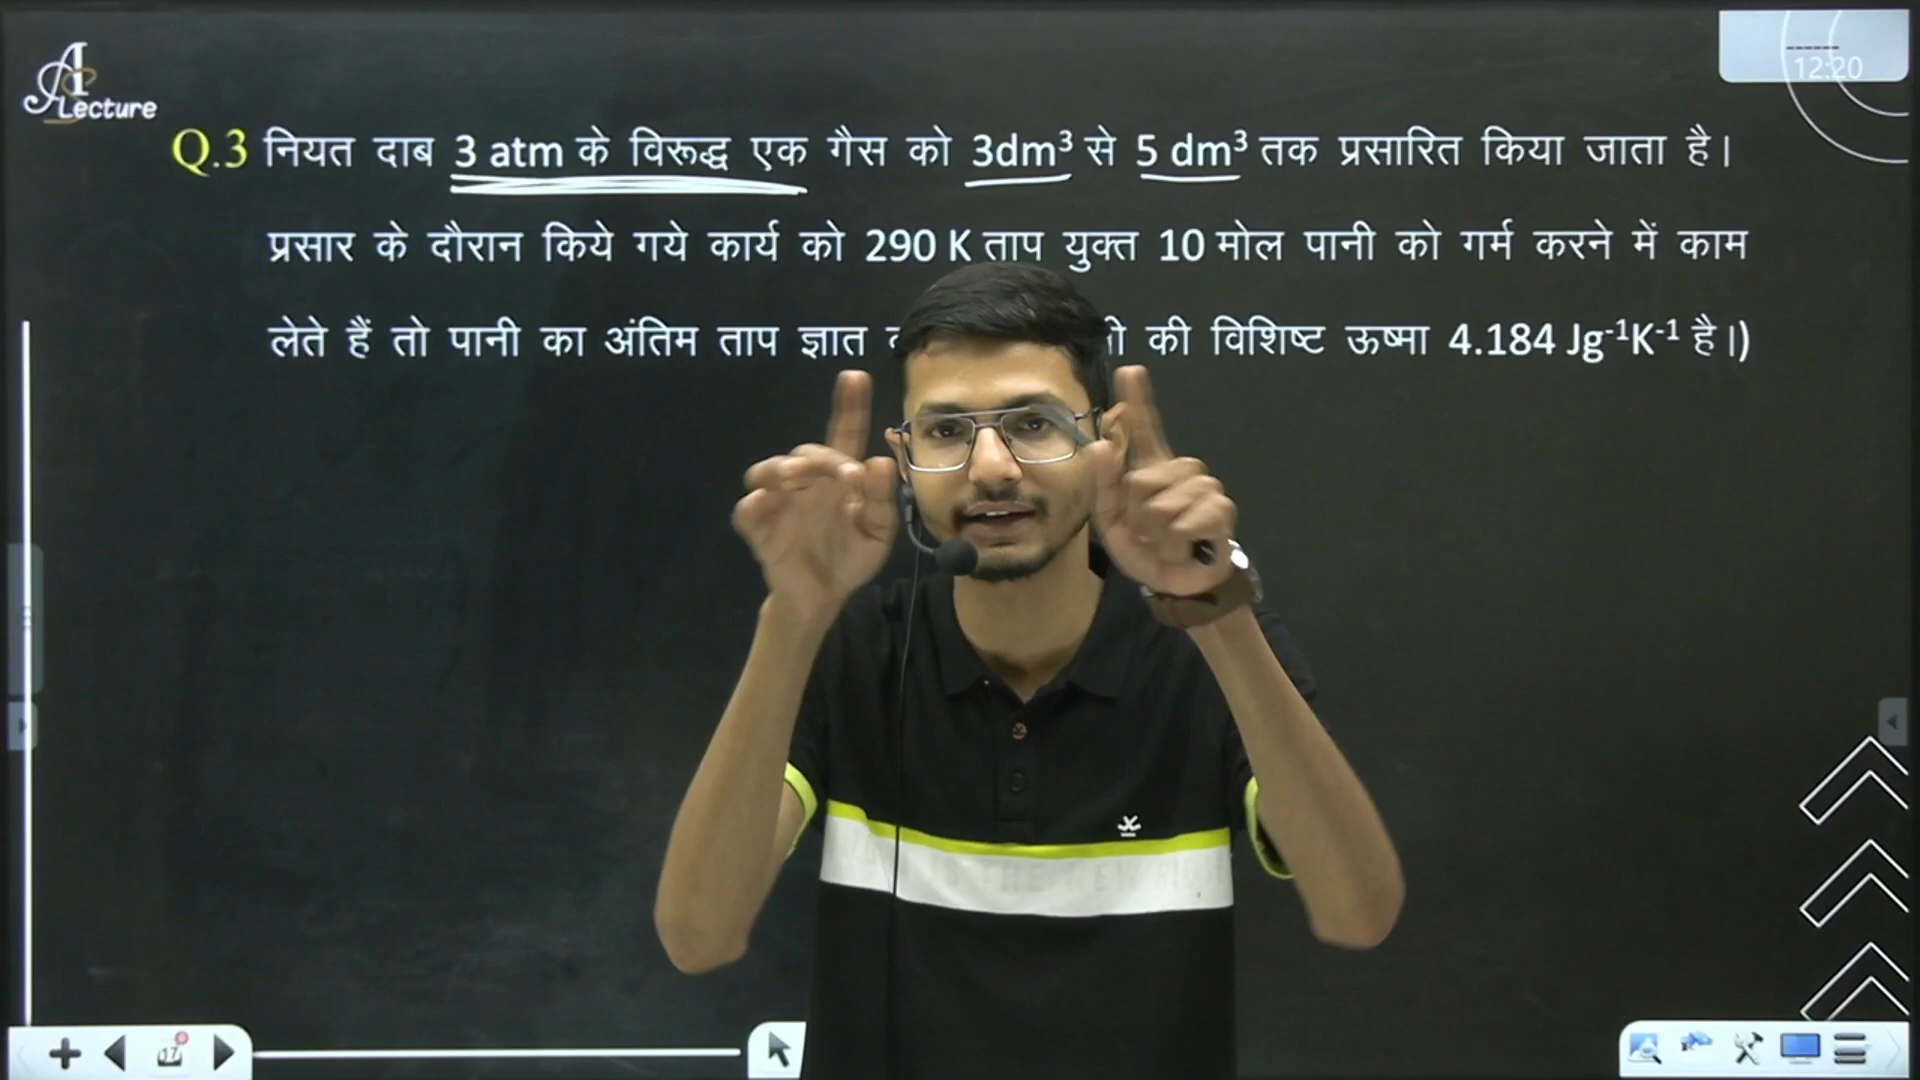 A
S
Lecture
12:20
Q.3 नियत दाब 3 atm के विरूद्ध एक गैस को 3dm³ से 5 dm³ तक प्रसारित किया जाता है।
प्रसार के दौरान किये गये कार्य को 290 K ताप युक्त 10 मोल पानी को गर्म करने में काम
लेते हैं तो पानी का अंतिम ताप ज्ञात की विशिष्ट ऊष्मा 4.184 Jg⁻¹K⁻¹ है।)
17